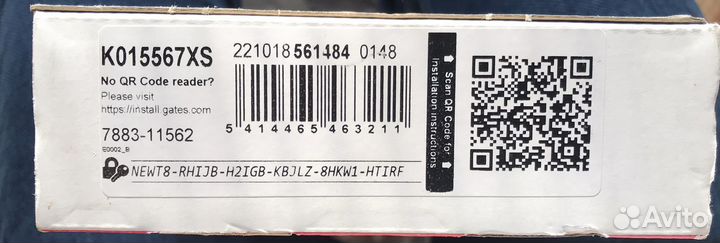 K015567XS
221018 561484 0148
No QR Code reader?
Please visit
https://install gates.com
7883-11562
E0002_B
5 414465 463211
Scan QR Code for
Installation instructions
NEWT8-RHIJB-H2IGB-KBJLZ-8HKW1-HTIRF
Avito